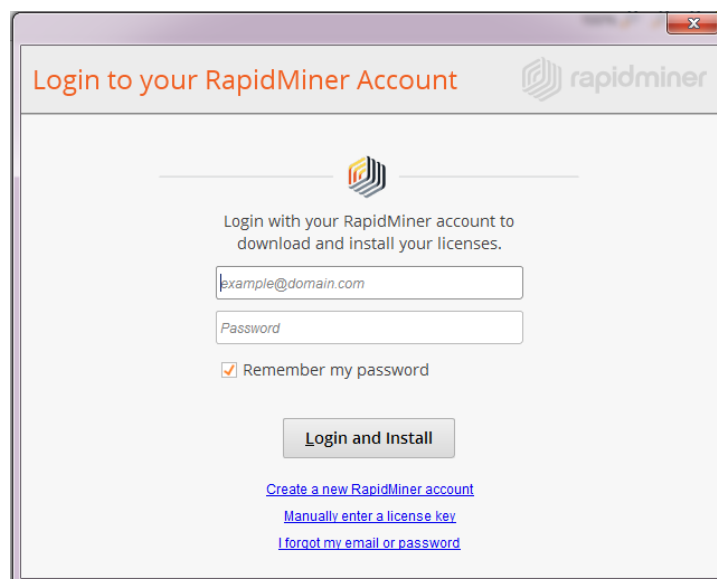 Login to your RapidMiner Account
rapidminer
Login with your RapidMiner account to
download and install your licenses.
example@domain.com
Password
Remember my password
Login and Install
Create a new RapidMiner account
Manually enter a license key
I forgot my email or password